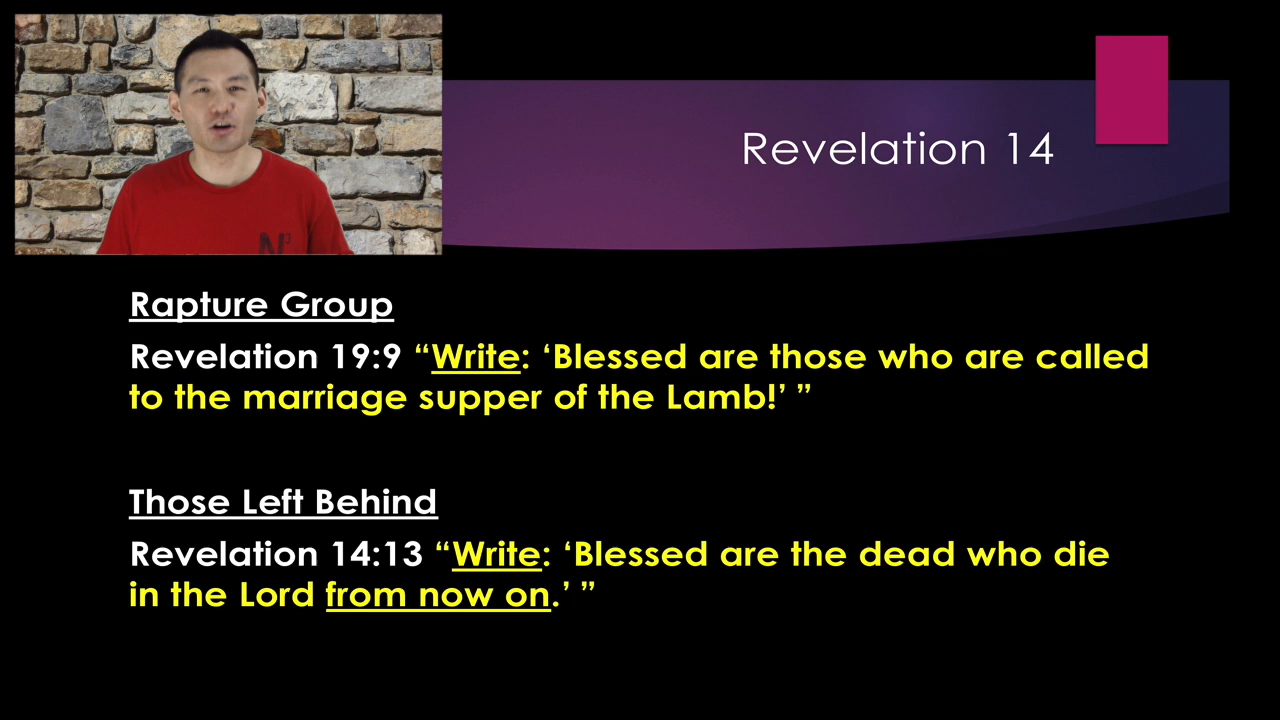 Revelation 14
N3
Rapture Group
Revelation 19:9 “Write: ‘Blessed are those who are called
to the marriage supper of the Lamb!’ ”
Those Left Behind
Revelation 14:13 “Write: ‘Blessed are the dead who die
in the Lord from now on.’ ”